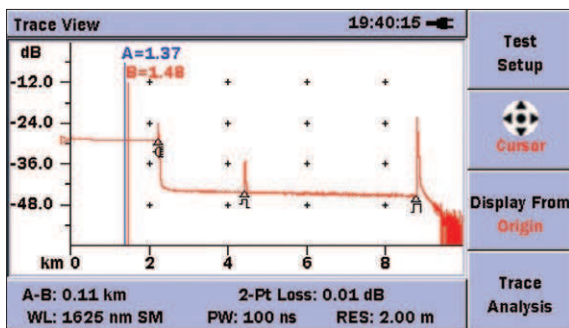 Trace View 19:40:15
dB
A=1.37
B=1.48
-12.0
-24.0
-36.0
-48.0
km 0 2 4 6 8
A-B: 0.11 km 2-Pt Loss: 0.01 dB
WL: 1625 nm SM PW: 100 ns RES: 2.00 m
Test
Setup
Cursor
Display From
Origin
Trace
Analysis